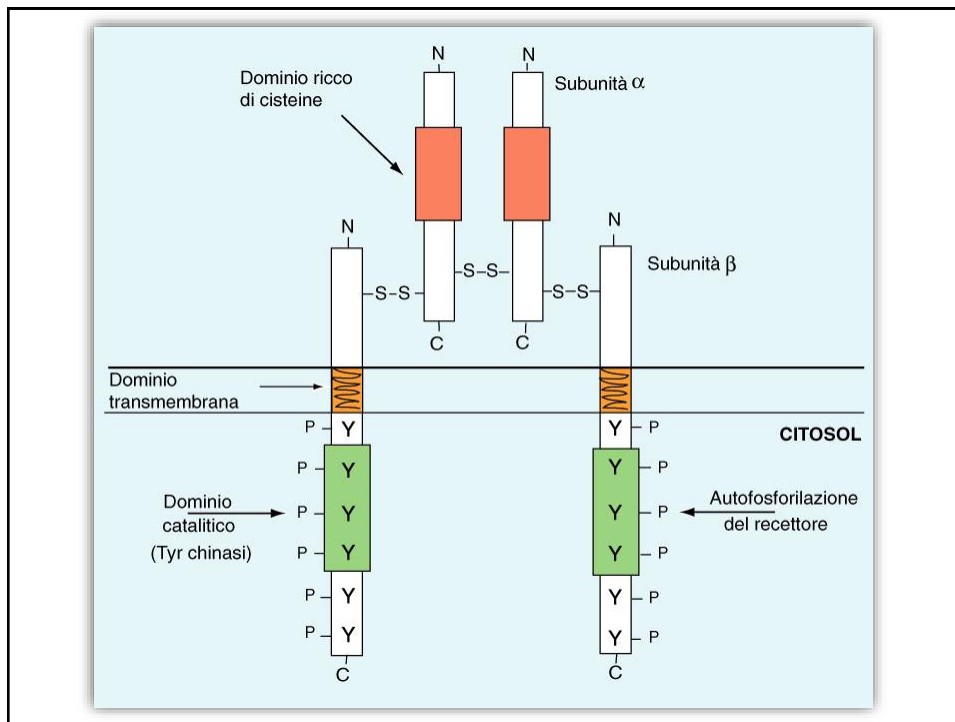 N
N
Dominio ricco
di cisteine
Subunità α
N
N
Subunità β
S-S
S-S
S-S
C
C
Dominio
transmembrana
CITOSOL
P Y
Y P
P Y
Y P
Dominio
catalitico
(Tyr chinasi)
P Y
Y P
Autofosforilazione
del recettore
P Y
Y P
P Y
Y P
P Y
Y P
C
C